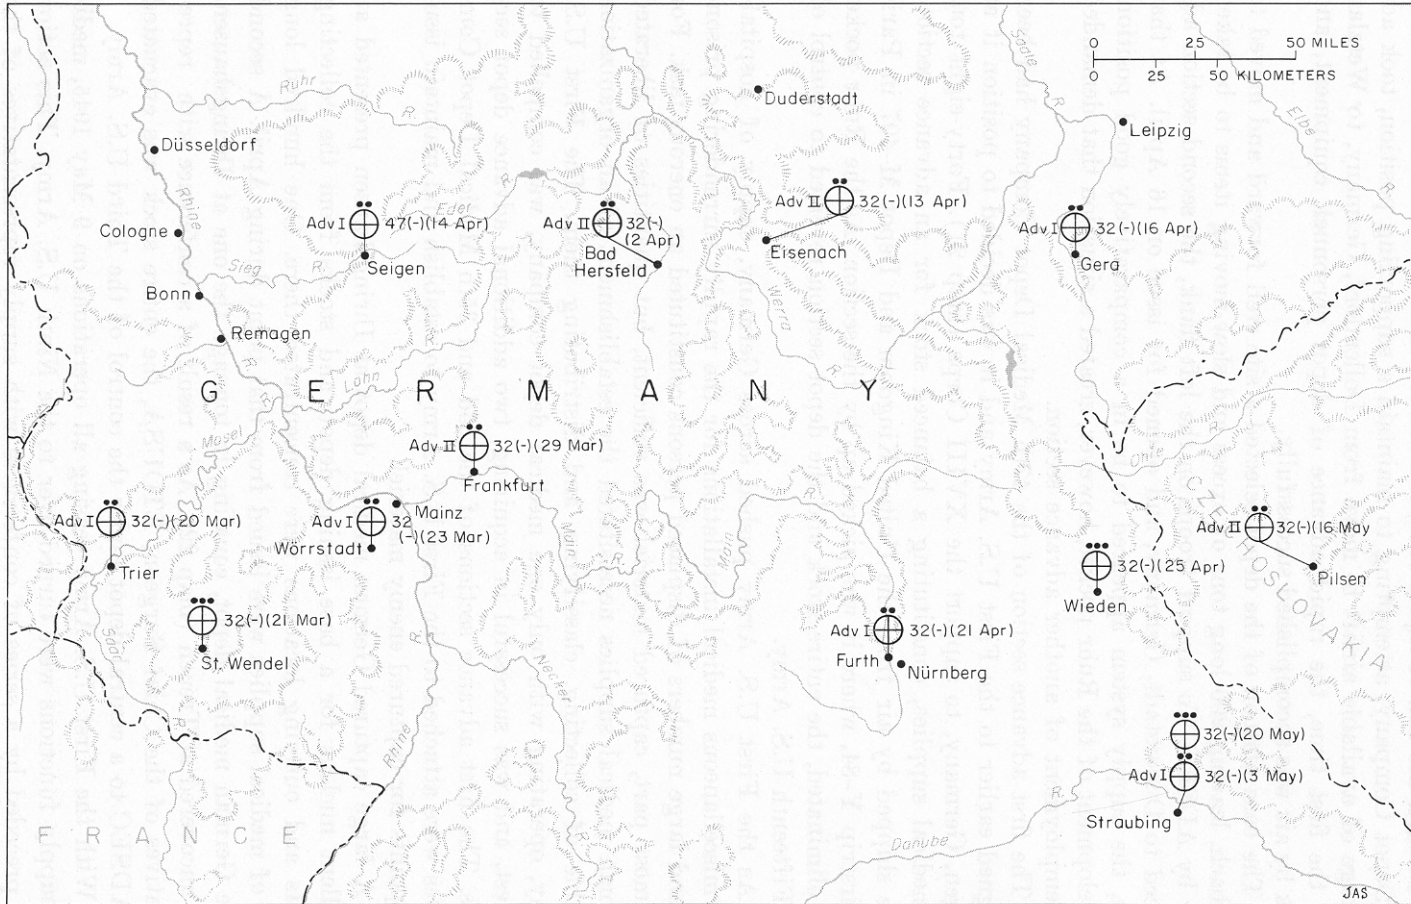 0 25 50 MILES
0 25 50 KILOMETERS
Saale
R.
Elbe
R.
Duderstadt
Leipzig
Ruhr
R.
Düsseldorf
Rhine
Adv I 47(-)(14 Apr)
Eder
R.
Seigen
Adv II 32(-)
(2 Apr)
Bad
Hersfeld
Adv II 32(-)(13 Apr)
Eisenach
Adv I 32(-)(16 Apr)
Gera
Cologne
Sieg
R.
Bonn
Werra
R.
Remagen
R.
Lahn
R.
GERMANY
Mosel
R.
Adv II 32(-)(29 Mar)
Frankfurt
Ohre
R.
Adv I 32(-)(20 Mar)
Trier
Adv I 32
(-)(23 Mar)
Mainz
Wörrstadt
Main
R.
Main
R.
CZECHOSLOVAKIA
Adv II 32(-)(16 May
Pilsen
32(-)(25 Apr)
Wieden
32(-)(21 Mar)
St. Wendel
Saar
R.
Adv I 32(-)(21 Apr)
Furth
Nürnberg
R.
Necker
R.
Rhine
32(-)(20 May)
Adv I 32(-)(3 May)
Straubing
R.
Danube
FRANCE
JAS